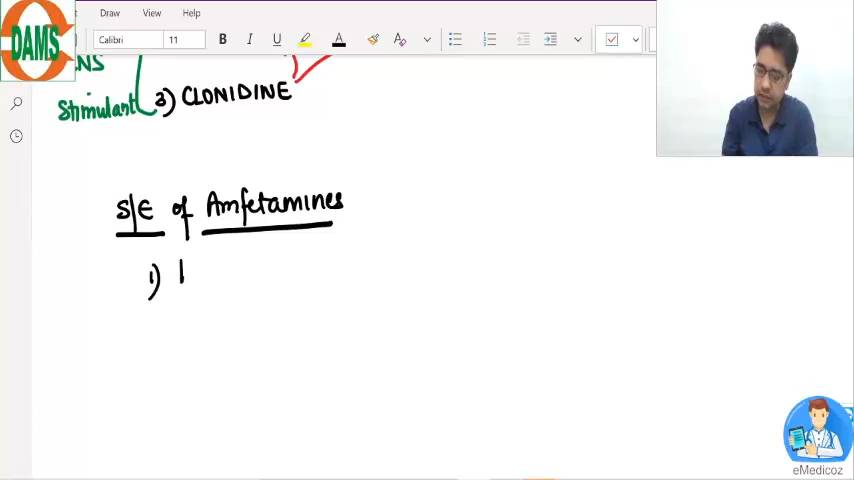 Draw View Help
DAMS
Calibri 11 B I U A
NS
Stimulant 3) CLONIDINE
S/E of Amfetamines
1)
eMedicoz